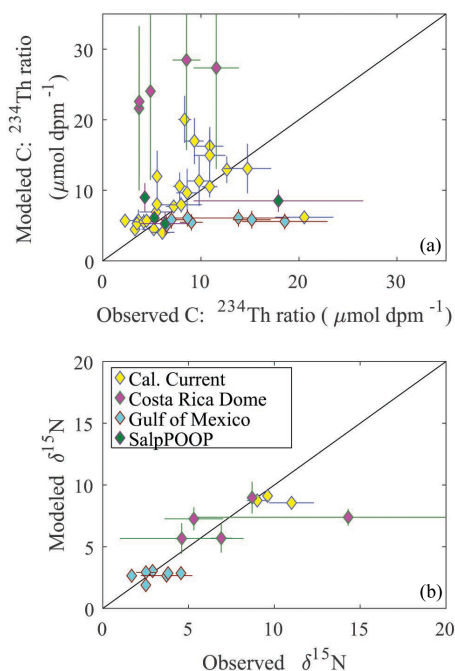 30
20
10
0
0 10 20 30
Modeled C: ²³⁴Th ratio
(μmol dpm ⁻¹)
(a)
Observed C: ²³⁴Th ratio ( μmol dpm ⁻¹)
20
15
10
5
0
0 5 10 15 20
Modeled δ¹⁵N
Cal. Current
Costa Rica Dome
Gulf of Mexico
SalpPOOP
(b)
Observed δ¹⁵N